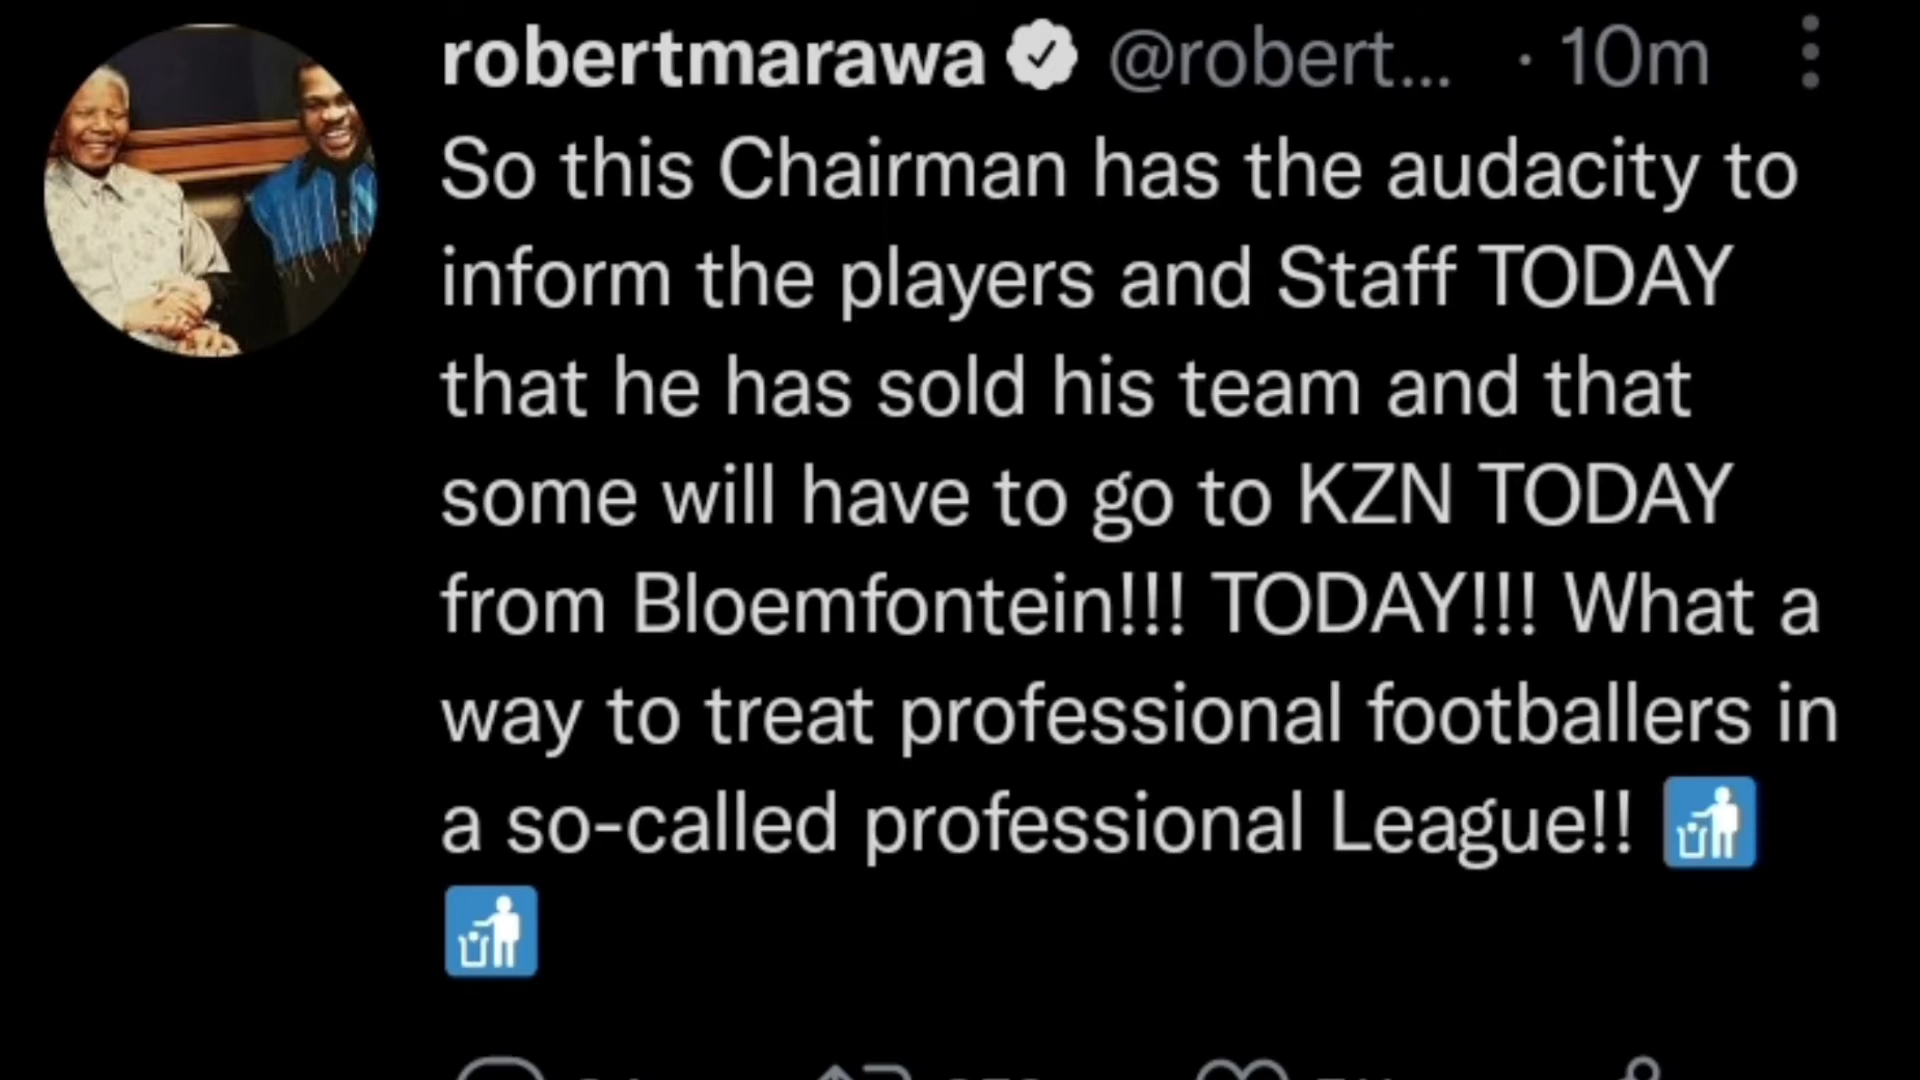 robertmarawa @robert... · 10m
So this Chairman has the audacity to
inform the players and Staff TODAY
that he has sold his team and that
some will have to go to KZN TODAY
from Bloemfontein!!! TODAY!!! What a
way to treat professional footballers in
a so-called professional League!! 🚮
🚮